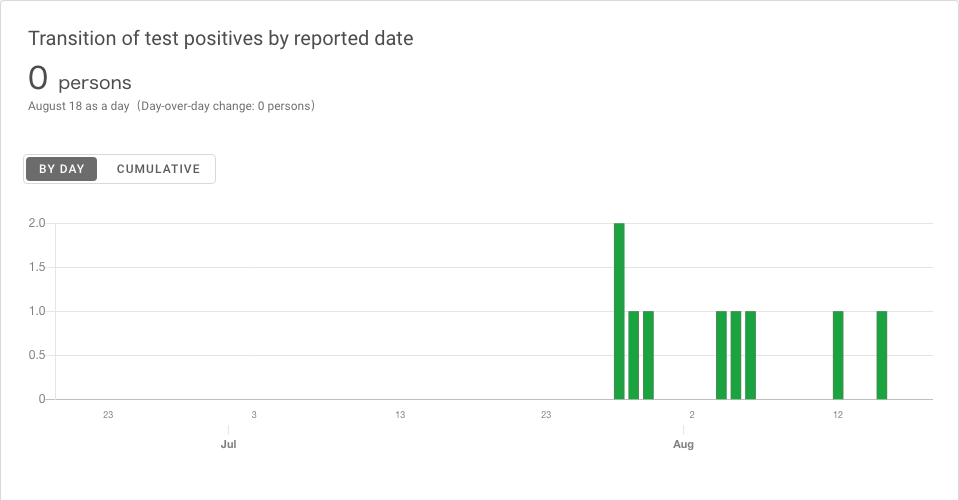 Transition of test positives by reported date
0 persons
August 18 as a day（Day-over-day change: 0 persons）
BY DAY CUMULATIVE
2.0
1.5
1.0
0.5
0
23 3 13 23 2 12
Jul Aug